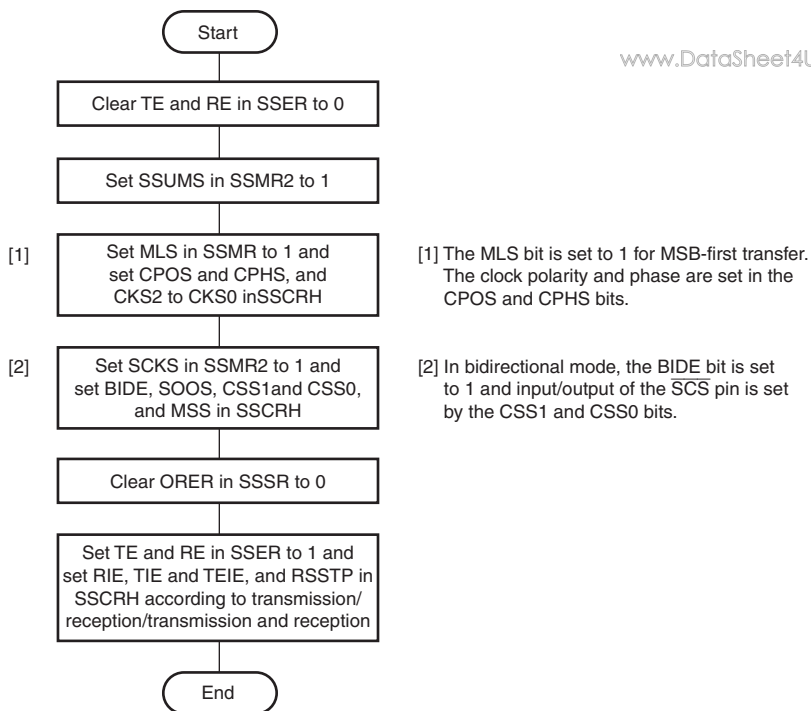 Start
www.DataSheet4U
Clear TE and RE in SSER to 0
Set SSUMS in SSMR2 to 1
[1]
Set MLS in SSMR to 1 and
set CPOS and CPHS, and
CKS2 to CKS0 inSSCRH
[1] The MLS bit is set to 1 for MSB-first transfer.
The clock polarity and phase are set in the
CPOS and CPHS bits.
[2]
Set SCKS in SSMR2 to 1 and
set BIDE, SOOS, CSS1and CSS0,
and MSS in SSCRH
[2] In bidirectional mode, the BIDE bit is set
to 1 and input/output of the SCS pin is set
by the CSS1 and CSS0 bits.
Clear ORER in SSSR to 0
Set TE and RE in SSER to 1 and
set RIE, TIE and TEIE, and RSSTP in
SSCRH according to transmission/
reception/transmission and reception
End